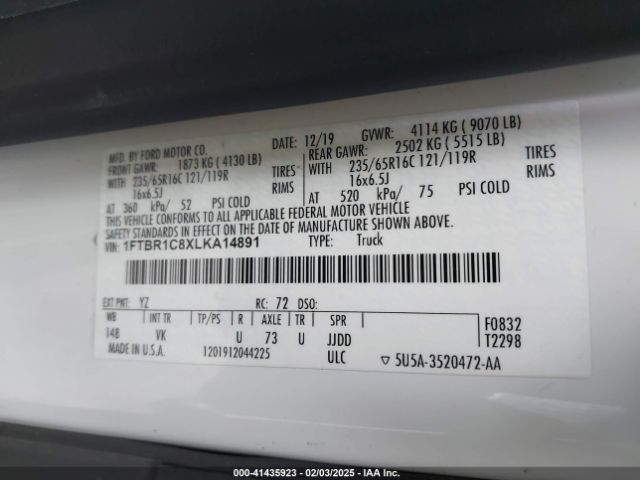 MFD. BY FORD MOTOR CO. DATE: 12/19 GVWR: 4114 KG ( 9070 LB)
FRONT GAWR: 1873 KG ( 4130 LB) REAR GAWR: 2502 KG ( 5515 LB)
WITH 235/65R16C 121/119R TIRES WITH 235/65R16C 121/119R TIRES
16x6.5J RIMS 16x6.5J RIMS
AT 360 kPa/ 52 PSI COLD AT 520 kPa/ 75 PSI COLD
THIS VEHICLE CONFORMS TO ALL APPLICABLE FEDERAL MOTOR VEHICLE
SAFETY STANDARDS IN EFFECT ON THE DATE OF MANUFACTURE SHOWN ABOVE.
VIN: 1FTBR1C8XLKA14891 TYPE: Truck
EXT PNT: YZ RC: 72 DSO:
WB INT TR TP/PS R AXLE TR SPR F0832
148 VK U 73 U JJDD T2298
MADE IN U.S.A. 1201912044225 ULC ▽ 5U5A-3520472-AA
000-41435923 - 02/03/2025 - IAA Inc.